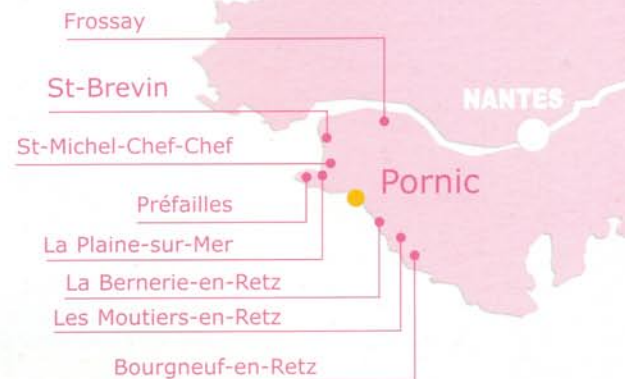 Frossay
St-Brevin
NANTES
St-Michel-Chef-Chef
Pornic
Préfailles
La Plaine-sur-Mer
La Bernerie-en-Retz
Les Moutiers-en-Retz
Bourgneuf-en-Retz